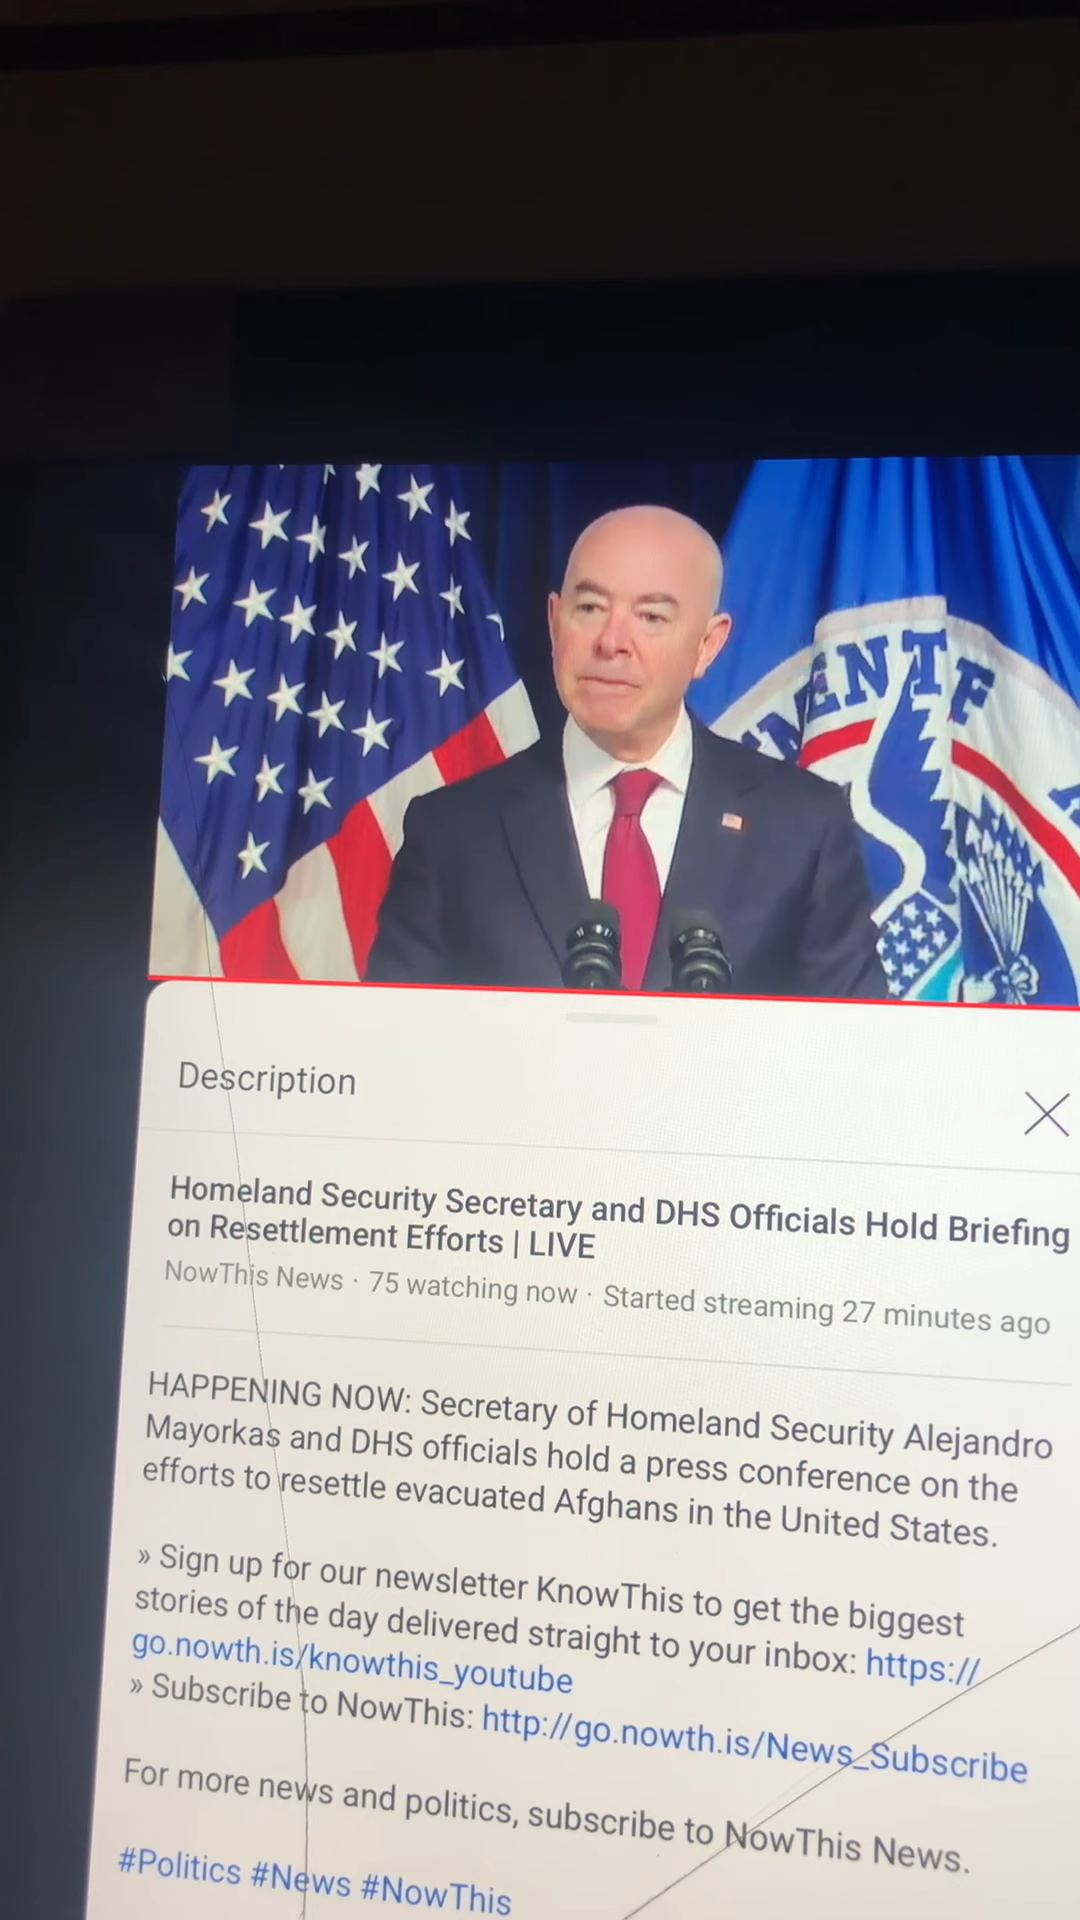 MENT F
Description
Homeland Security Secretary and DHS Officials Hold Briefing
on Resettlement Efforts | LIVE
NowThis News · 75 watching now · Started streaming 27 minutes ago
HAPPENING NOW: Secretary of Homeland Security Alejandro
Mayorkas and DHS officials hold a press conference on the
efforts to resettle evacuated Afghans in the United States.
» Sign up for our newsletter KnowThis to get the biggest
stories of the day delivered straight to your inbox: https://
go.nowth.is/knowthis_youtube
» Subscribe to NowThis: http://go.nowth.is/News_Subscribe
For more news and politics, subscribe to NowThis News.
#Politics #News #NowThis